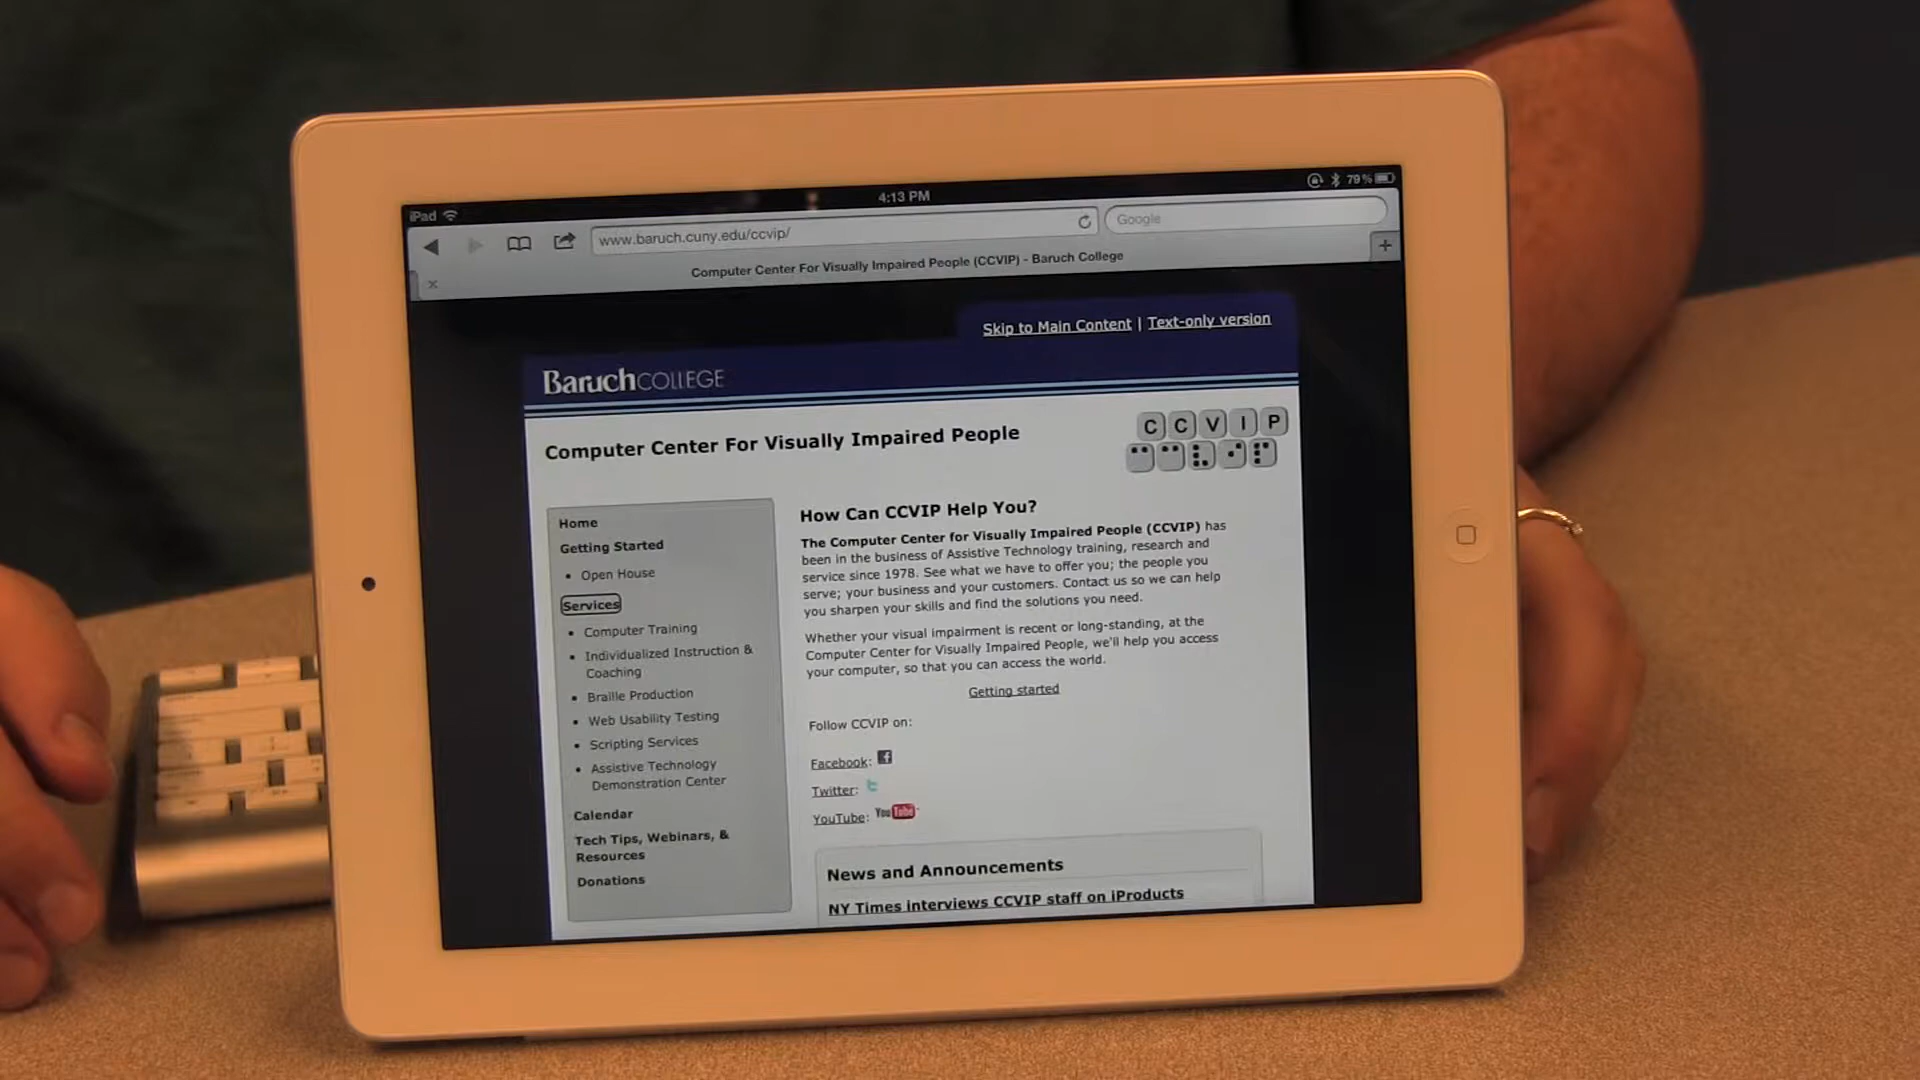 iPad
4:13 PM
79%
www.baruch.cuny.edu/ccvip/
Google
Computer Center For Visually Impaired People (CCVIP) - Baruch College
Skip to Main Content | Text-only version
Baruch COLLEGE
Computer Center For Visually Impaired People
C C V I P
Home
Getting Started
• Open House
Services
• Computer Training
• Individualized Instruction &
Coaching
• Braille Production
• Web Usability Testing
• Scripting Services
• Assistive Technology
Demonstration Center
Calendar
Tech Tips, Webinars, &
Resources
Donations
How Can CCVIP Help You?
The Computer Center for Visually Impaired People (CCVIP) has
been in the business of Assistive Technology training, research and
service since 1978. See what we have to offer you; the people you
serve; your business and your customers. Contact us so we can help
you sharpen your skills and find the solutions you need.
Whether your visual impairment is recent or long-standing, at the
Computer Center for Visually Impaired People, we'll help you access
your computer, so that you can access the world.
Getting started
Follow CCVIP on:
Facebook: f
Twitter: t
YouTube: YouTube
News and Announcements
NY Times interviews CCVIP staff on iProducts